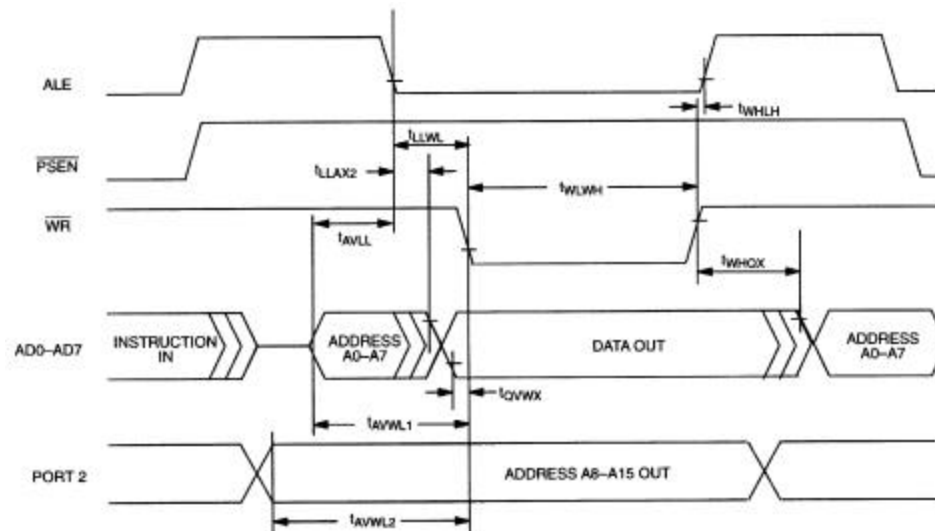 ALE
tWHLH
tLLWL
PSEN
tLLAX2
tWLWH
WR
tAVLL
tWHQX
AD0–AD7
INSTRUCTION
IN
ADDRESS
A0–A7
DATA OUT
ADDRESS
A0–A7
tQVWX
tAVWL1
PORT 2
ADDRESS A8–A15 OUT
tAVWL2